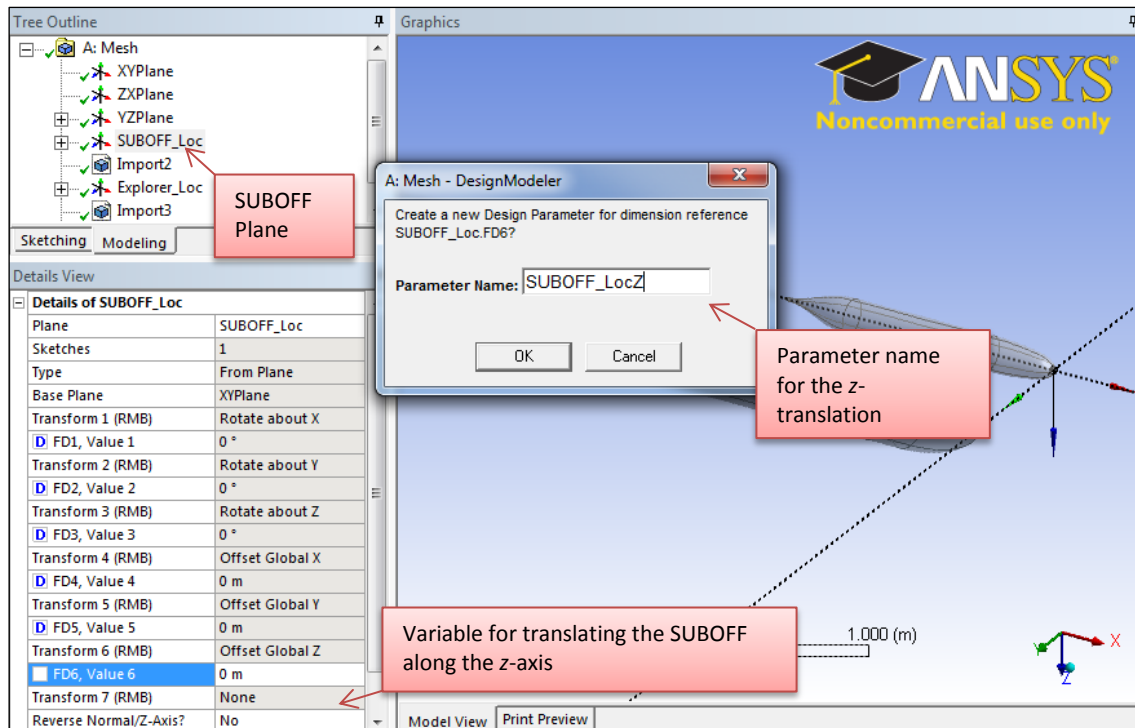 Tree Outline
A: Mesh
XYPlane
ZXPlane
YZPlane
SUBOFF_Loc
Import2
Explorer_Loc
Import3
Sketching Modeling
SUBOFF
Plane
Details View
Details of SUBOFF_Loc
Plane SUBOFF_Loc
Sketches 1
Type From Plane
Base Plane XYPlane
Transform 1 (RMB) Rotate about X
D FD1, Value 1 0 °
Transform 2 (RMB) Rotate about Y
D FD2, Value 2 0 °
Transform 3 (RMB) Rotate about Z
D FD3, Value 3 0 °
Transform 4 (RMB) Offset Global X
D FD4, Value 4 0 m
Transform 5 (RMB) Offset Global Y
D FD5, Value 5 0 m
Transform 6 (RMB) Offset Global Z
FD6, Value 6 0 m
Transform 7 (RMB) None
Reverse Normal/Z-Axis? No
Graphics
ANSYS®
Noncommercial use only
A: Mesh - DesignModeler
Create a new Design Parameter for dimension reference
SUBOFF_Loc.FD6?
Parameter Name: SUBOFF_LocZ
OK Cancel
Parameter name
for the z-
translation
Variable for translating the SUBOFF
along the z-axis
1.000 (m)
X
Y
Z
Model View Print Preview